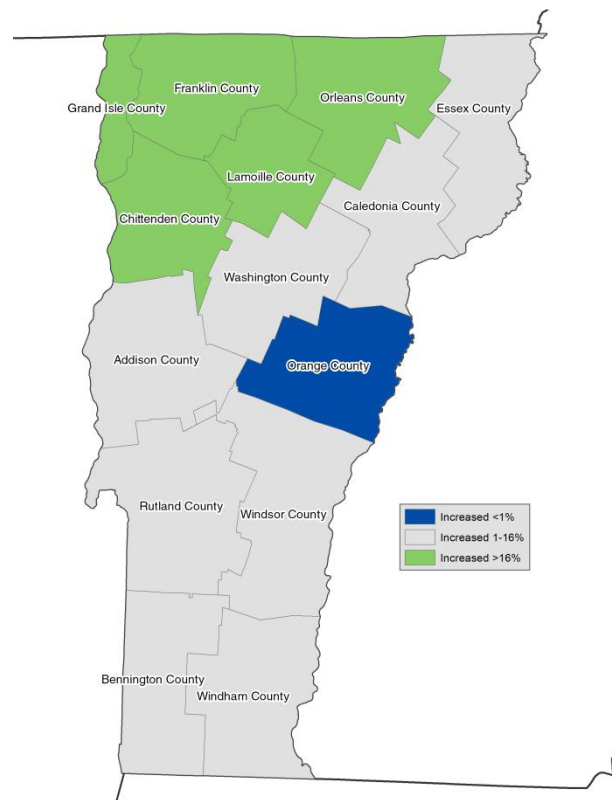 Franklin County
Grand Isle County
Orleans County
Essex County
Lamoille County
Caledonia County
Chittenden County
Washington County
Addison County
Orange County
Rutland County
Windsor County
Increased <1%
Increased 1-16%
Increased >16%
Bennington County
Windham County